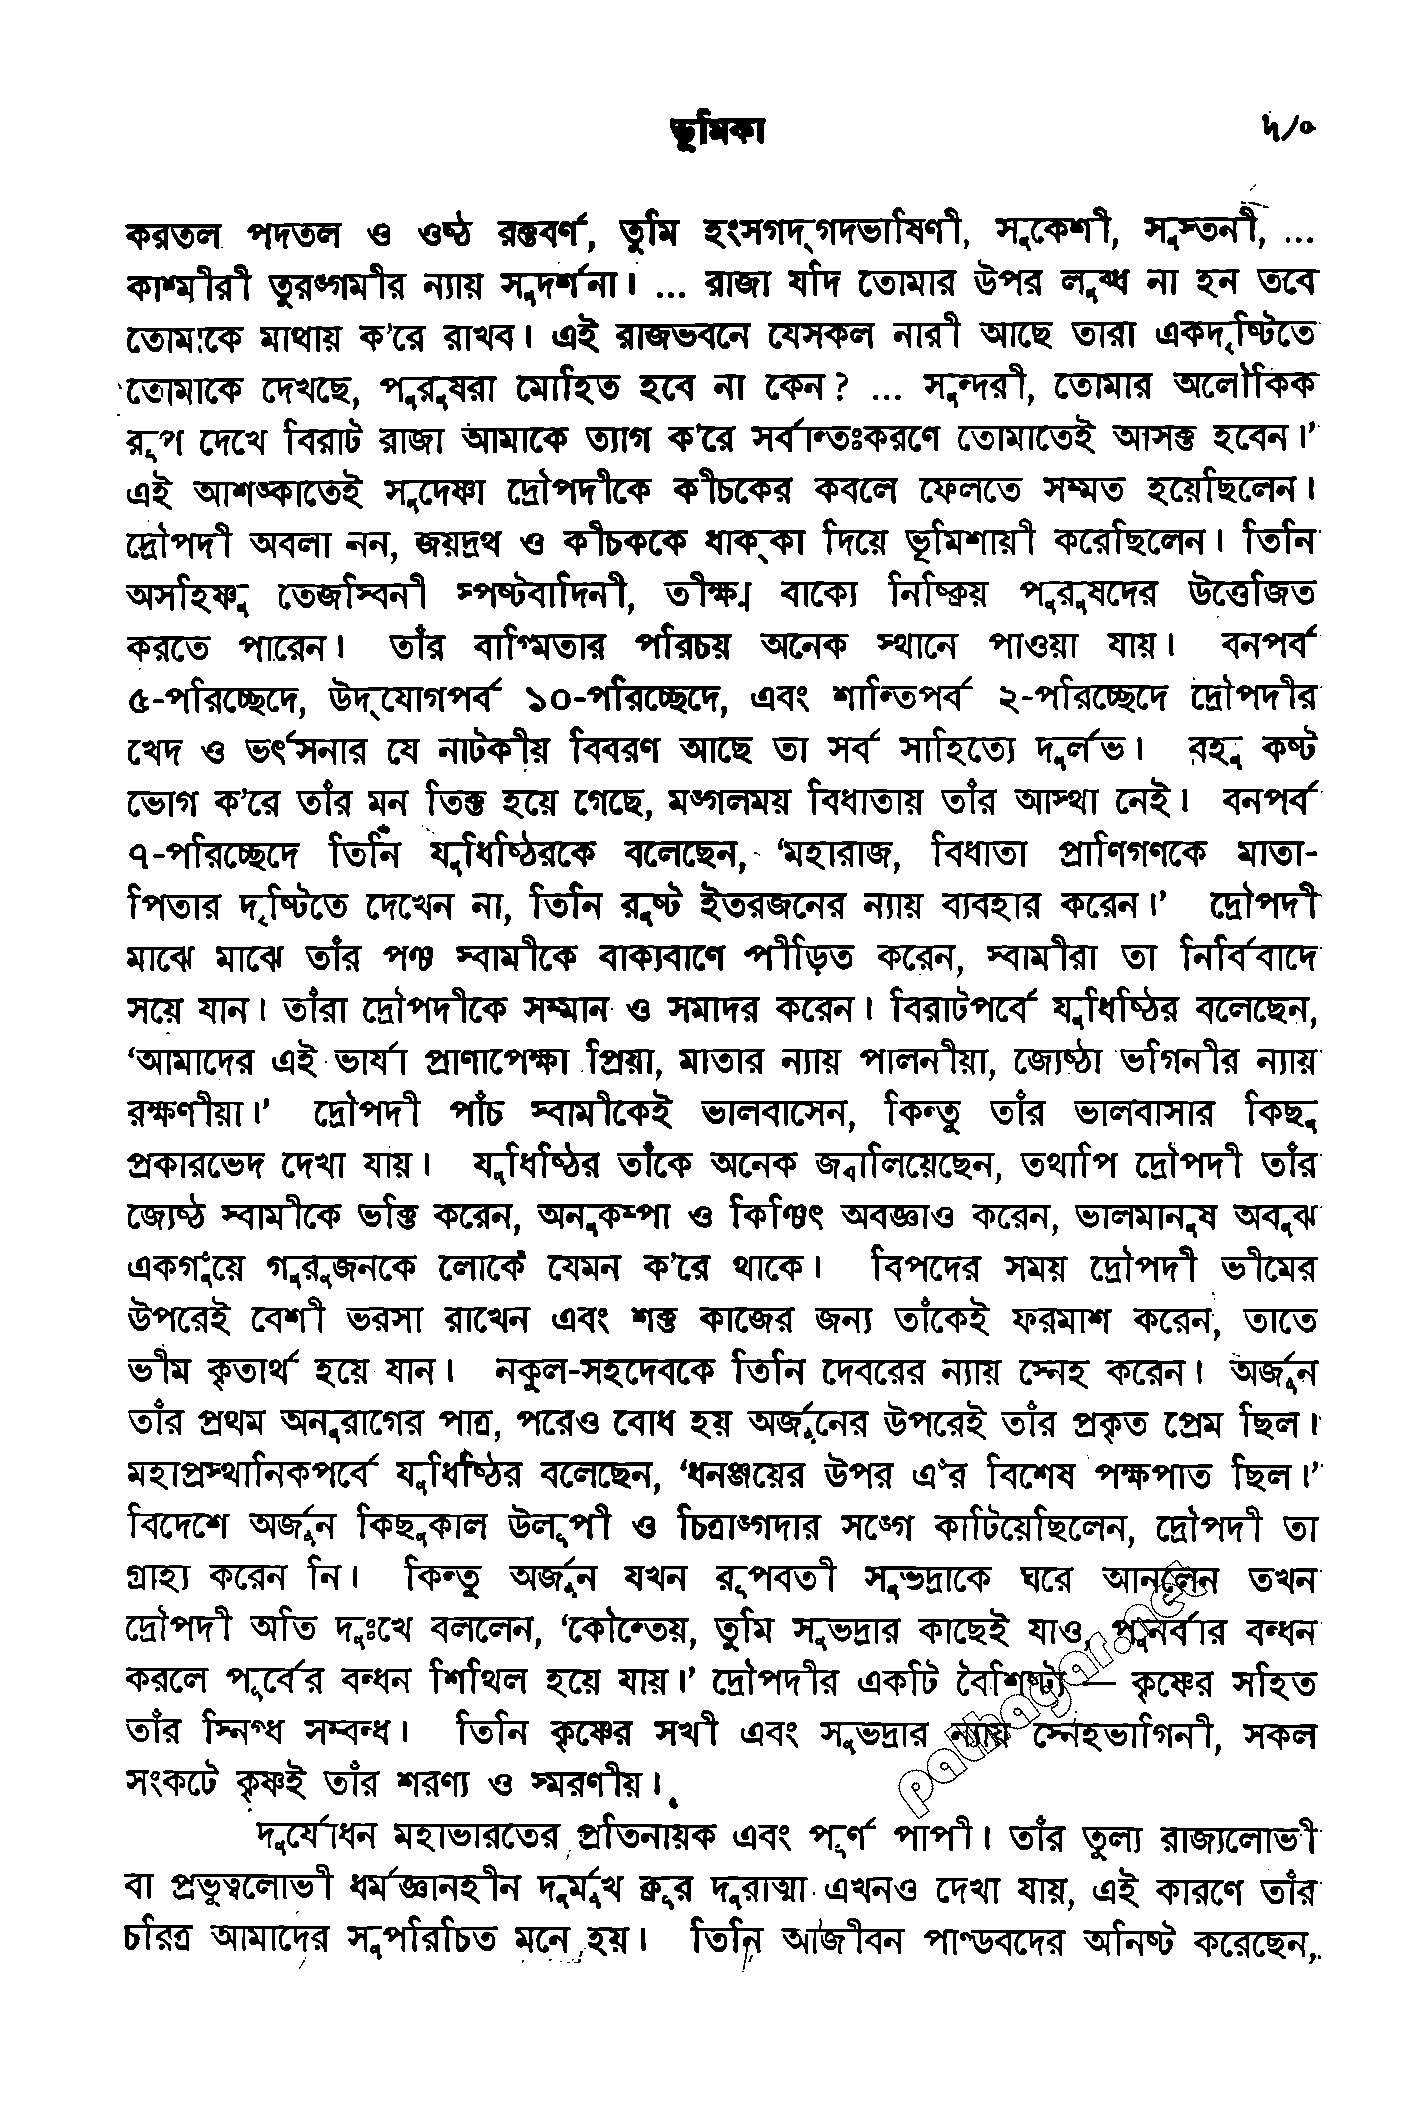 ভূমিকা ৸/০
করতল পদতল ও ওষ্ঠ রক্তবর্ণ, তুমি হংসগদ্‌গদভাষিণী, সুকেশী, সুস্তনী, ...
কাশ্মীরী তুরঙ্গমীর ন্যায় সুদর্শনা। ... রাজা যদি তোমার উপর লুব্ধ না হন তবে
তোমাকে মাথায় ক’রে রাখব। এই রাজভবনে যেসকল নারী আছে তারা একদৃষ্টিতে
তোমাকে দেখছে, পুরুষরা মোহিত হবে না কেন? ... সুন্দরী, তোমার অলৌকিক
রূপ দেখে বিরাট রাজা আমাকে ত্যাগ ক’রে সর্বান্তঃকরণে তোমাতেই আসক্ত হবেন।’
এই আশঙ্কাতেই সুদেষ্ণা দ্রৌপদীকে কীচকের কবলে ফেলতে সম্মত হয়েছিলেন।
দ্রৌপদী অবলা নন, জয়দ্রথ ও কীচককে ধাক্‌কা দিয়ে ভূমিশায়ী করেছিলেন। তিনি
অসহিষ্ণু তেজস্বিনী স্পষ্টবাদিনী, তীক্ষ্ণ বাক্যে নিষ্ক্রিয় পুরুষদের উত্তেজিত
করতে পারেন। তাঁর বাগ্মিতার পরিচয় অনেক স্থানে পাওয়া যায়। বনপর্ব
৫-পরিচ্ছেদে, উদ্‌যোগপর্ব ১০-পরিচ্ছেদে, এবং শান্তিপর্ব ২-পরিচ্ছেদে দ্রৌপদীর
খেদ ও ভর্ৎসনার যে নাটকীয় বিবরণ আছে তা সর্ব সাহিত্যে দুর্লভ। বহু কষ্ট
ভোগ ক’রে তাঁর মন তিক্ত হয়ে গেছে, মঙ্গলময় বিধাতায় তাঁর আস্থা নেই। বনপর্ব
৭-পরিচ্ছেদে তিনি যুধিষ্ঠিরকে বলেছেন, ‘মহারাজ, বিধাতা প্রাণিগণকে মাতা-
পিতার দৃষ্টিতে দেখেন না, তিনি রুষ্ট ইতরজনের ন্যায় ব্যবহার করেন।’ দ্রৌপদী
মাঝে মাঝে তাঁর পঞ্চ স্বামীকে বাক্যবাণে পীড়িত করেন, স্বামীরা তা নির্বিবাদে
সয়ে যান। তাঁরা দ্রৌপদীকে সম্মান ও সমাদর করেন। বিরাটপর্বে যুধিষ্ঠির বলেছেন,
‘আমাদের এই ভার্যা প্রাণাপেক্ষা প্রিয়া, মাতার ন্যায় পালনীয়া, জ্যেষ্ঠা ভগিনীর ন্যায়
রক্ষণীয়া।’ দ্রৌপদী পাঁচ স্বামীকেই ভালবাসেন, কিন্তু তাঁর ভালবাসার কিছু
প্রকারভেদ দেখা যায়। যুধিষ্ঠির তাঁকে অনেক জ্বালিয়েছেন, তথাপি দ্রৌপদী তাঁর
জ্যেষ্ঠ স্বামীকে ভক্তি করেন, অনুকম্পা ও কিঞ্চিৎ অবজ্ঞাও করেন, ভালমানুষ অবুঝ
একগুঁয়ে গুরুজনকে লোকে যেমন ক’রে থাকে। বিপদের সময় দ্রৌপদী ভীমের
উপরেই বেশী ভরসা রাখেন এবং শক্ত কাজের জন্য তাঁকেই ফরমাশ করেন, তাতে
ভীম কৃতার্থ হয়ে যান। নকুল-সহদেবকে তিনি দেবরের ন্যায় স্নেহ করেন। অর্জুন
তাঁর প্রথম অনুরাগের পাত্র, পরেও বোধ হয় অর্জুনের উপরেই তাঁর প্রকৃত প্রেম ছিল।
মহাপ্রস্থানিকপর্বে যুধিষ্ঠির বলেছেন, ‘ধনঞ্জয়ের উপর এঁর বিশেষ পক্ষপাত ছিল।’
বিদেশে অর্জুন কিছুকাল উলূপী ও চিত্রাঙ্গদার সঙ্গে কাটিয়েছিলেন, দ্রৌপদী তা
গ্রাহ্য করেন নি। কিন্তু অর্জুন যখন রূপবতী সুভদ্রাকে ঘরে আনলেন তখন
দ্রৌপদী অতি দুঃখে বললেন, ‘কৌন্তেয়, তুমি সুভদ্রার কাছেই যাও, পুনর্বার বন্ধন
করলে পূর্বের বন্ধন শিথিল হয়ে যায়।’ দ্রৌপদীর একটি বৈশিষ্ট্য — কৃষ্ণের সহিত
তাঁর স্নিগ্ধ সম্বন্ধ। তিনি কৃষ্ণের সখী এবং সুভদ্রার ন্যায় স্নেহভাগিনী, সকল
সংকটে কৃষ্ণই তাঁর শরণ্য ও স্মরণীয়।
দুর্যোধন মহাভারতের প্রতিনায়ক এবং পূর্ণ পাপী। তাঁর তুল্য রাজ্যলোভী
বা প্রভুত্বলোভী ধর্মজ্ঞানহীন দুর্মুখ ক্রূর দুরাত্মা এখনও দেখা যায়, এই কারণে তাঁর
চরিত্র আমাদের সুপরিচিত মনে হয়। তিনি আজীবন পাণ্ডবদের অনিষ্ট করেছেন,
pathagar.net